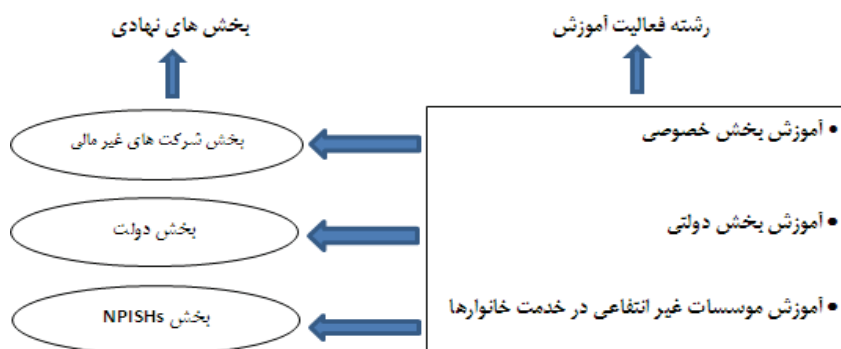 رشته فعالیت آموزش
بخش های نهادی
• آموزش بخش خصوصی
بخش شرکت های غیر مالی
• آموزش بخش دولتی
بخش دولت
• آموزش موسسات غیر انتفاعی در خدمت خانوارها
بخش NPISHs